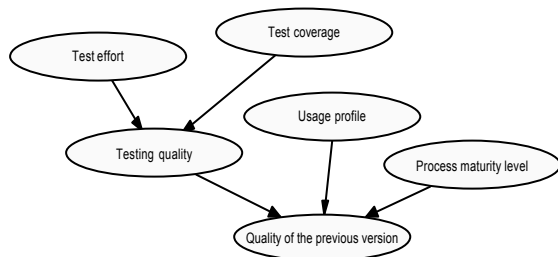 Test coverage
Test effort
Usage profile
Testing quality
Process maturity level
Quality of the previous version